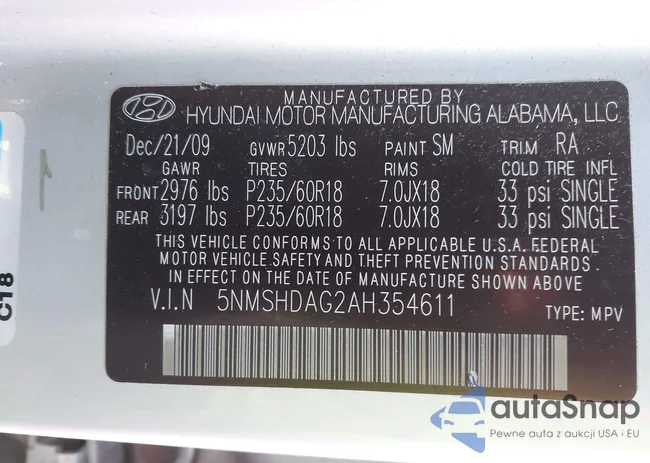 MANUFACTURED BY
HYUNDAI MOTOR MANUFACTURING ALABAMA, LLC
Dec/21/09 GVWR 5203 lbs PAINT SM TRIM RA
GAWR TIRES RIMS COLD TIRE INFL
FRONT 2976 lbs P235/60R18 7.0JX18 33 psi SINGLE
REAR 3197 lbs P235/60R18 7.0JX18 33 psi SINGLE
THIS VEHICLE CONFORMS TO ALL APPLICABLE U.S.A. FEDERAL
MOTOR VEHICLE SAFETY AND THEFT PREVENTION STANDARDS
IN EFFECT ON THE DATE OF MANUFACTURE SHOWN ABOVE
V.I.N 5NMSHDAG2AH354611 TYPE: MPV
C18
autaSnap
Pewne auta z aukcji USA i EU